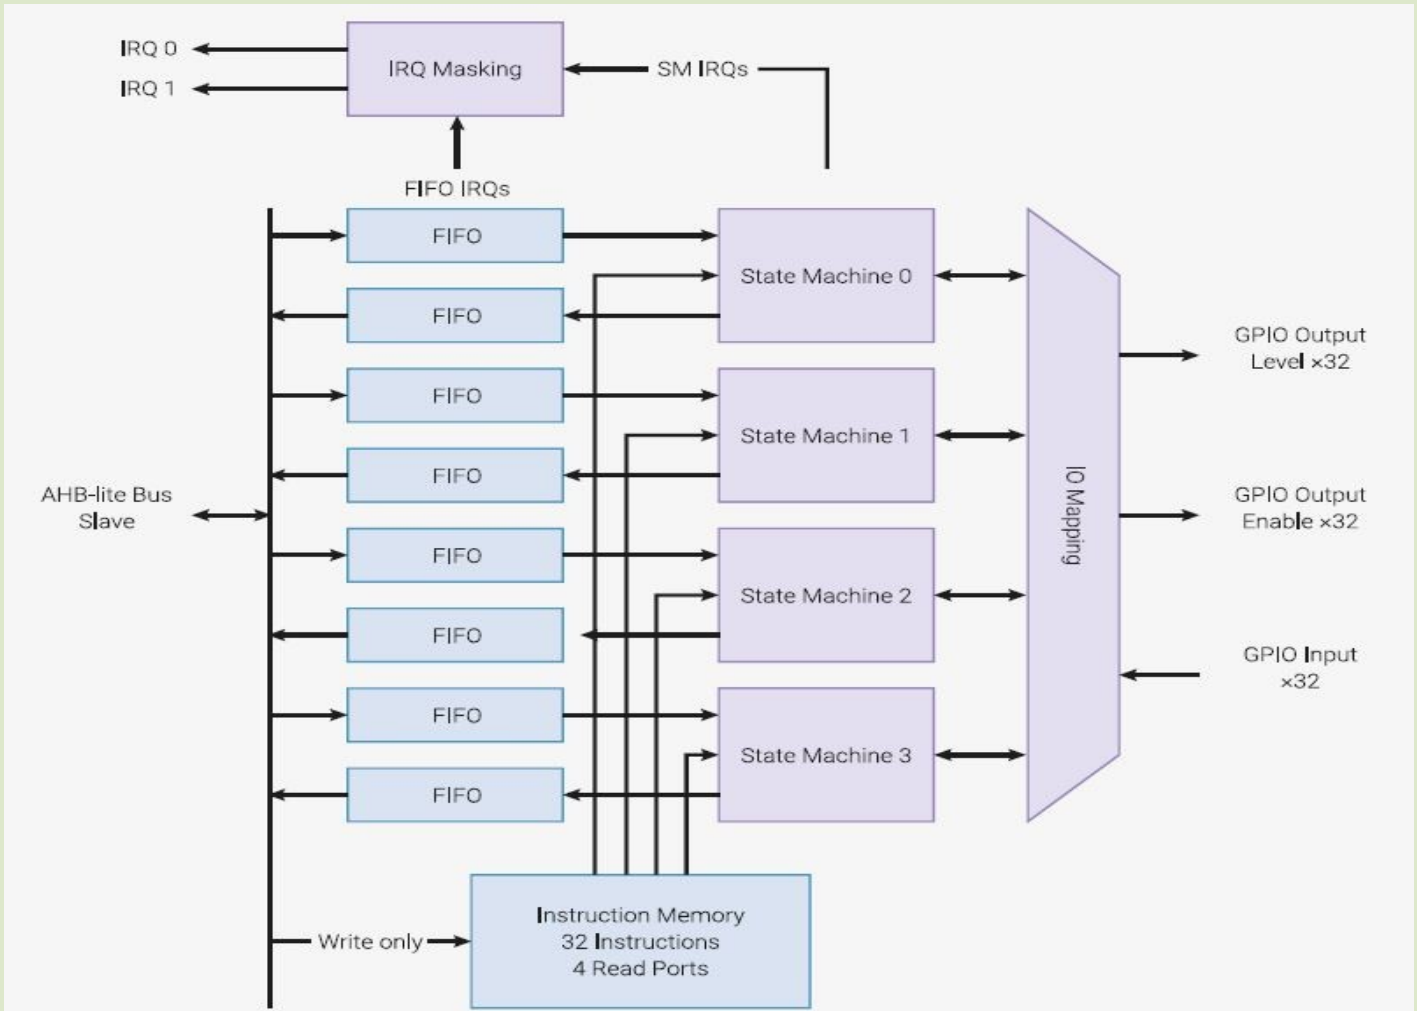 IRQ 0
IRQ 1
IRQ Masking
SM IRQs
FIFO IRQs
FIFO
FIFO
State Machine 0
FIFO
FIFO
State Machine 1
FIFO
FIFO
State Machine 2
FIFO
FIFO
State Machine 3
AHB-lite Bus
Slave
IO Mapping
GPIO Output
Level ×32
GPIO Output
Enable ×32
GPIO Input
×32
Write only
Instruction Memory
32 Instructions
4 Read Ports